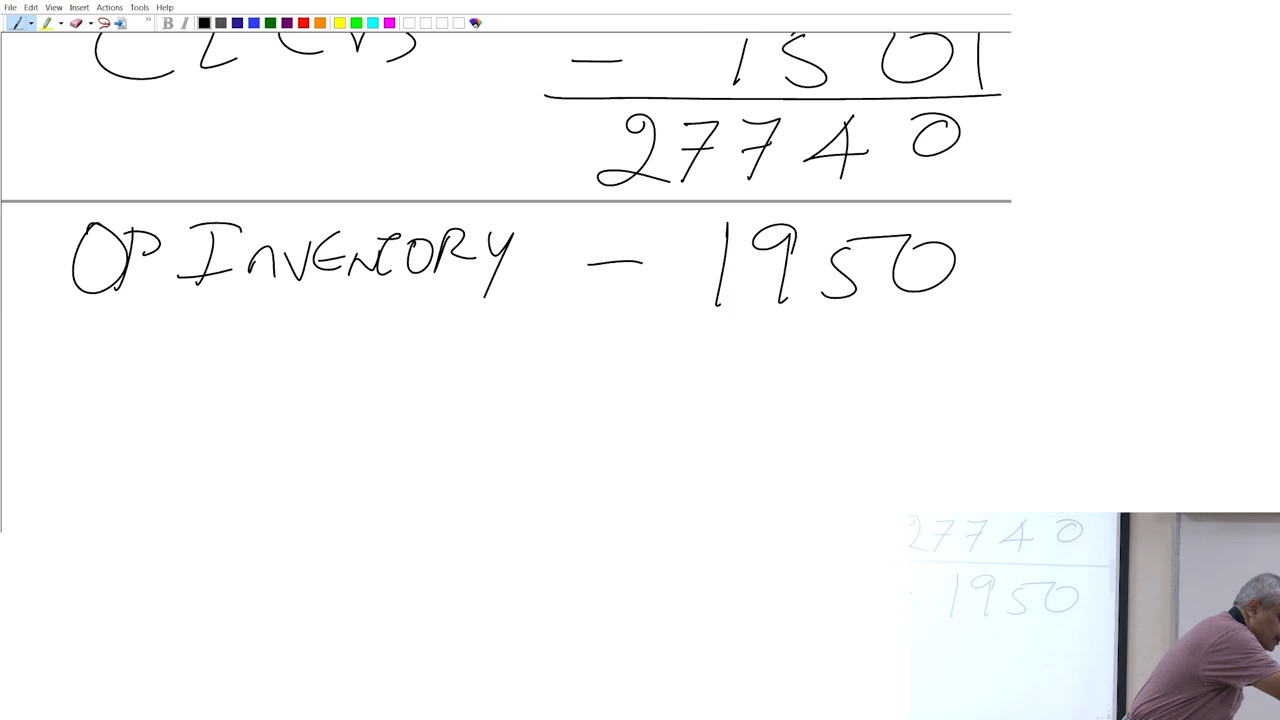 File Edit View Insert Actions Tools Help
B I
- 1501
27740
OP INVENTORY - 1950
27740
1950